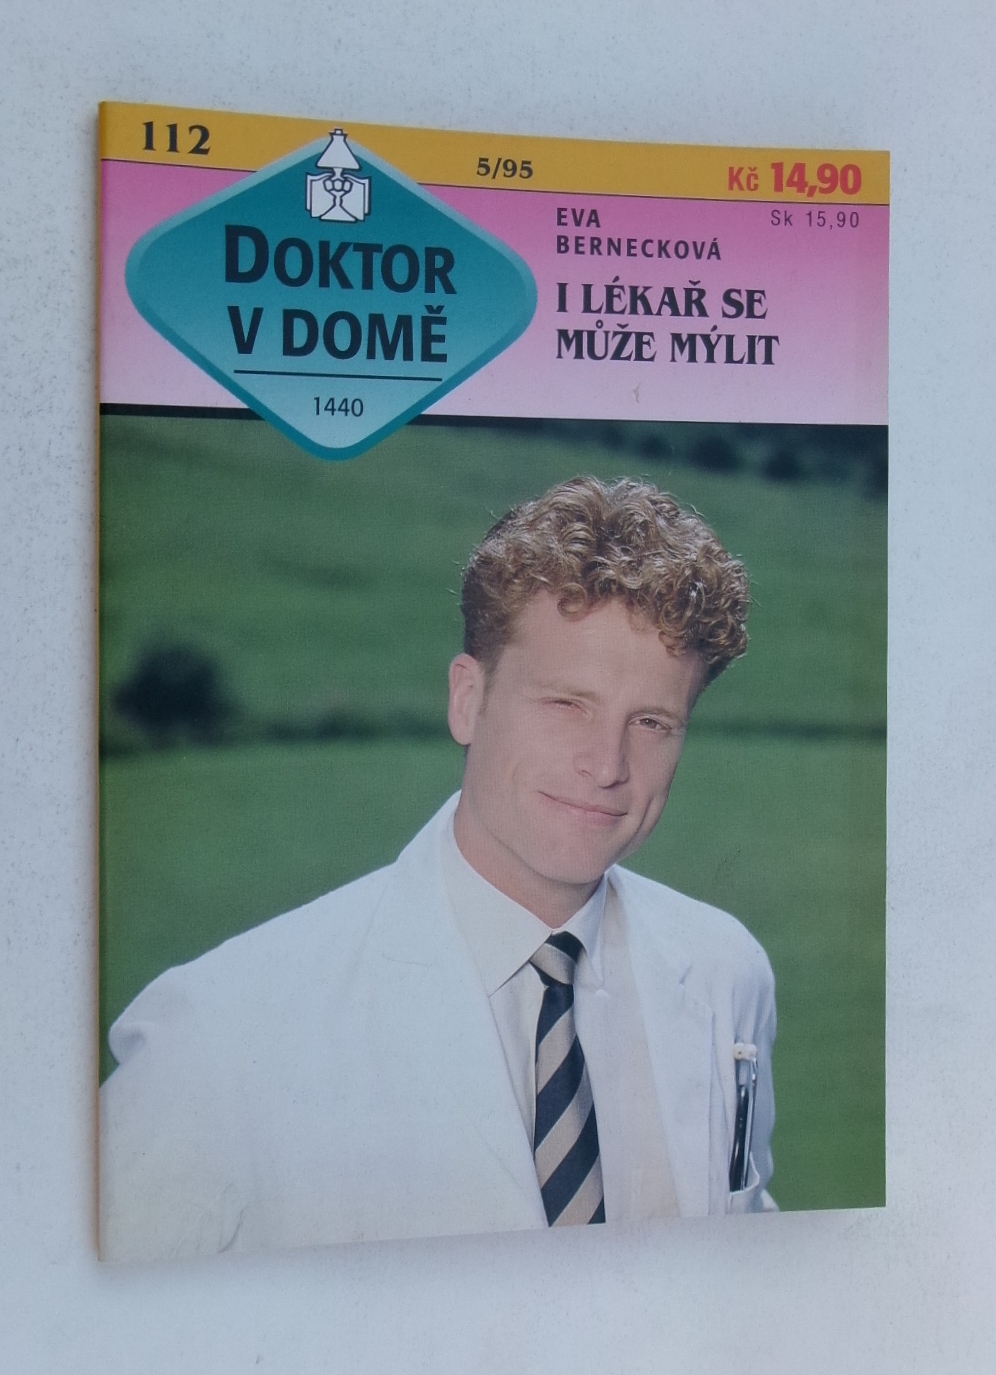 112
5/95
Kč 14,90
Sk 15,90
DOKTOR
V DOMĚ
1440
EVA
BERNECKOVÁ
I LÉKAŘ SE
MŮŽE MÝLIT